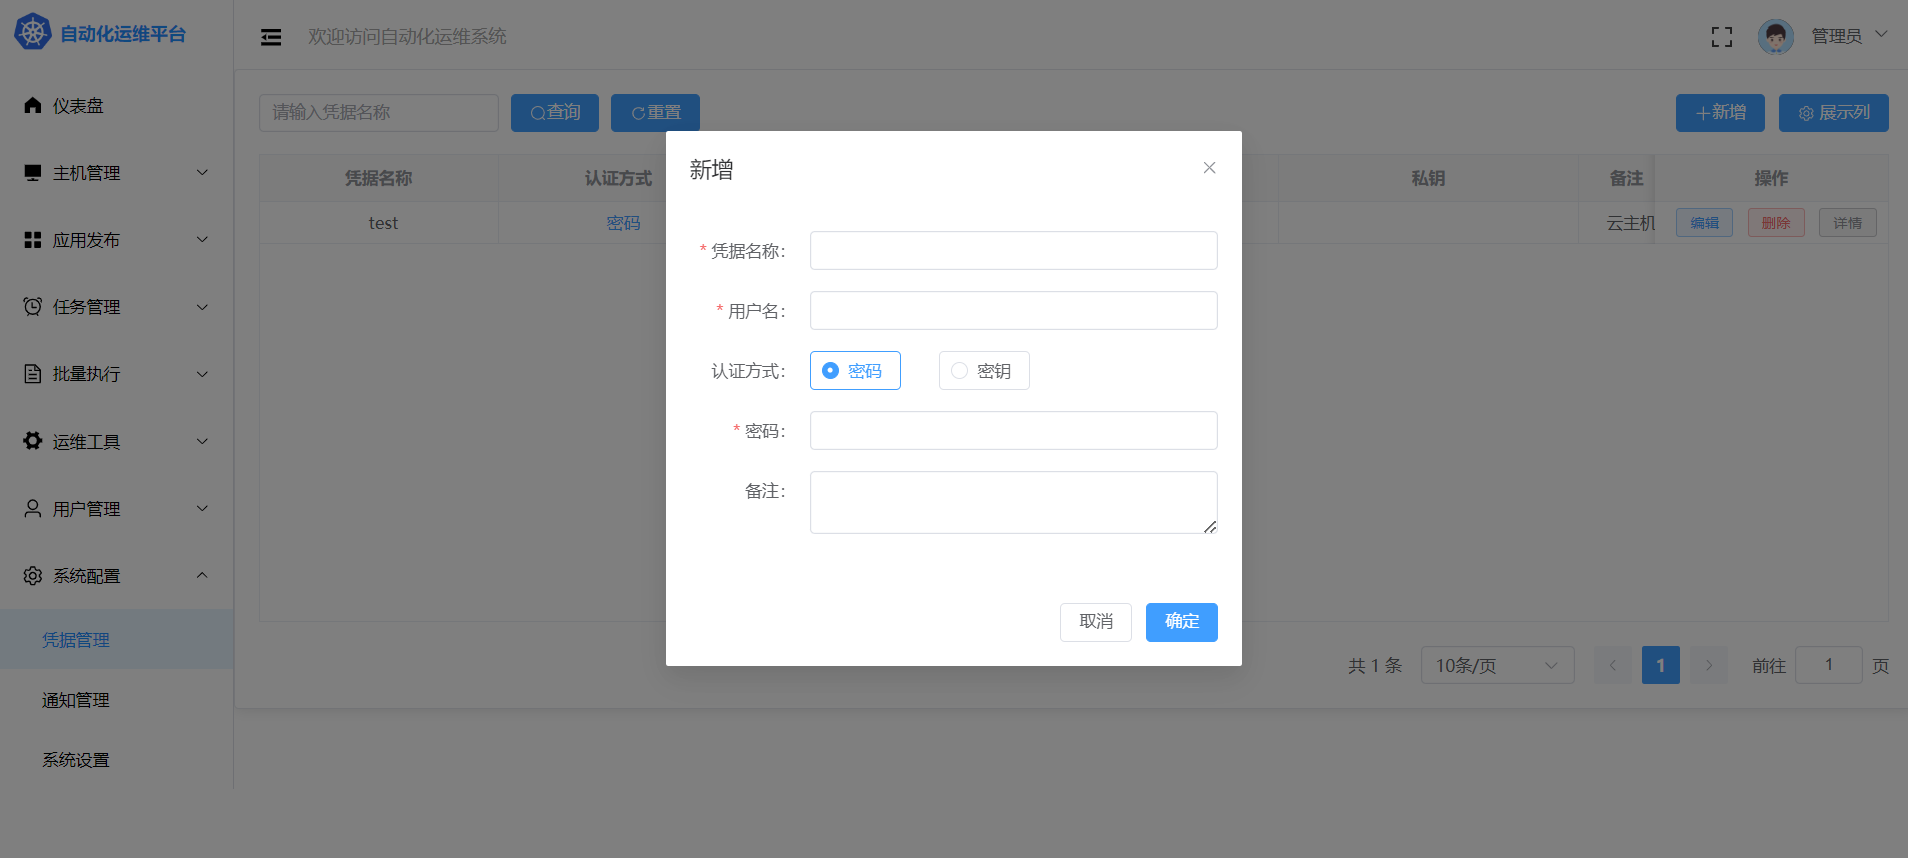 自动化运维平台
欢迎访问自动化运维系统
管理员
仪表盘
主机管理
应用发布
任务管理
批量执行
运维工具
用户管理
系统配置
凭据管理
通知管理
系统设置
请输入凭据名称
查询
重置
新增
展示列
凭据名称
认证方式
私钥
备注
操作
test
密码
云主机
编辑
删除
详情
新增
* 凭据名称：
* 用户名：
认证方式：
密码
密钥
* 密码：
备注：
取消
确定
共 1 条
10条/页
1
前往 1 页